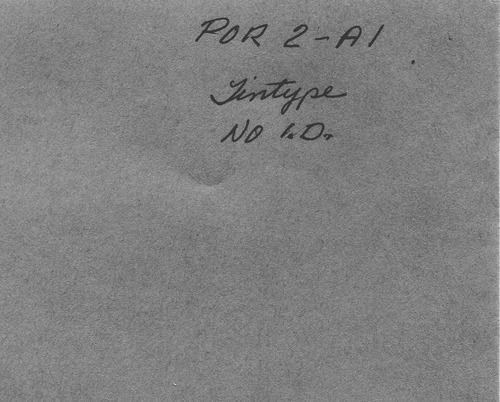 POR 2-A1
Tintype
NO I.D.